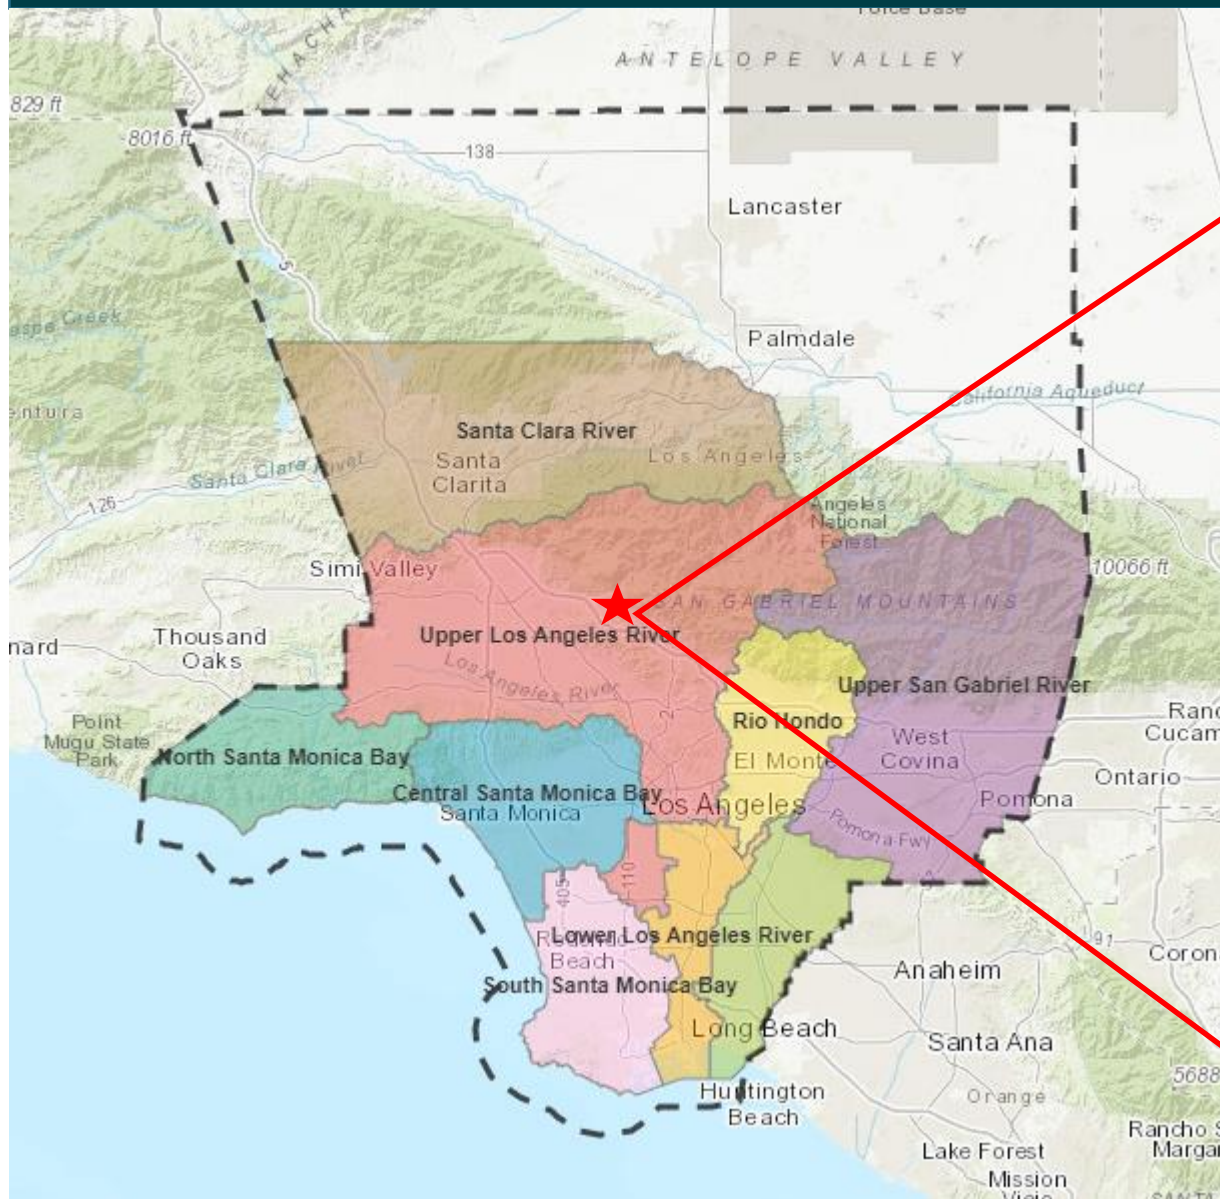 Force Base
ANTELOPE VALLEY
TEHACHA
829 ft
-8016 ft
138
Lancaster
5
Palmdale
California Aqueduct
Santa Clara River
Los Angeles
Santa
Clarita
Santa Clara River
126
Angeles
National
Forest
Simi Valley
10066 ft
SAN GABRIEL MOUNTAINS
Thousand
Oaks
Upper Los Angeles River
Los Angeles River
2
Upper San Gabriel River
Point
Mugu State
Park
North Santa Monica Bay
Rio Hondo
El Monte
West
Covina
Ontario
Central Santa Monica Bay
Santa Monica
Los Angeles
Pomona
Pomona Fwy
405
110
Lower Los Angeles River
Redondo
Beach
91
Anaheim
South Santa Monica Bay
Long Beach
Santa Ana
5688
Huntington
Beach
Orange
Lake Forest
Mission